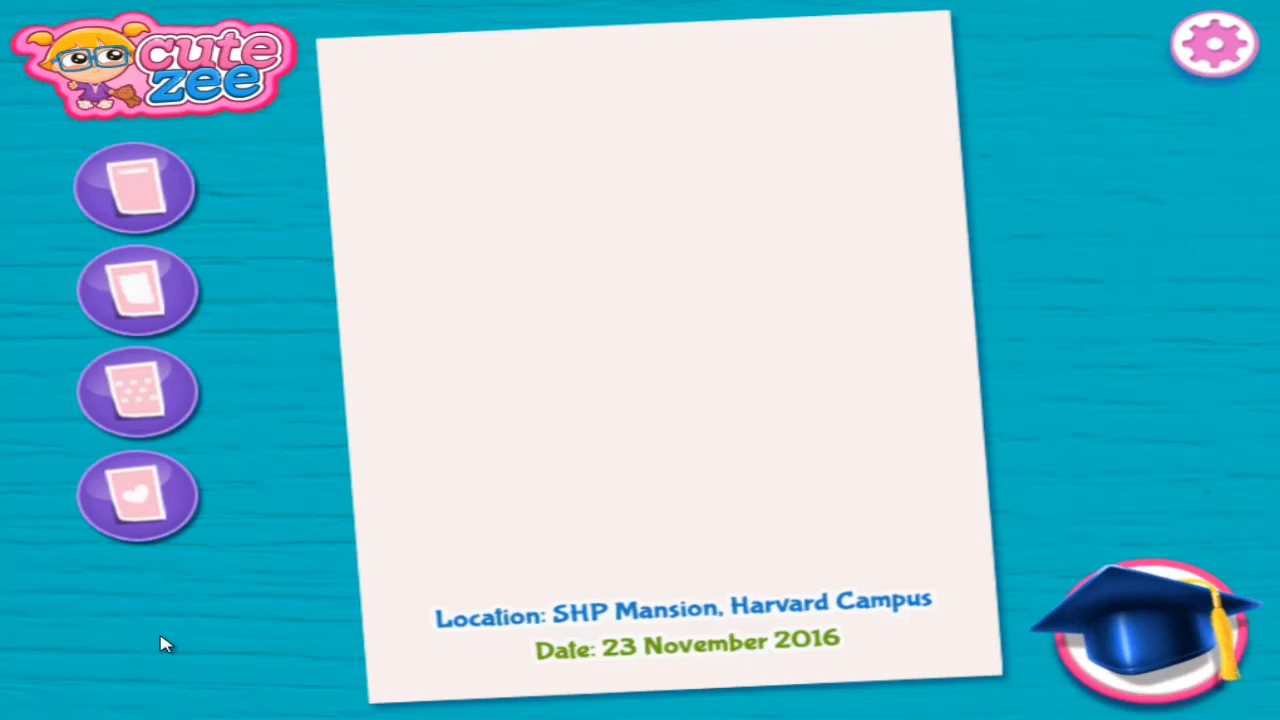 cute
zee
Location: SHP Mansion, Harvard Campus
Date: 23 November 2016